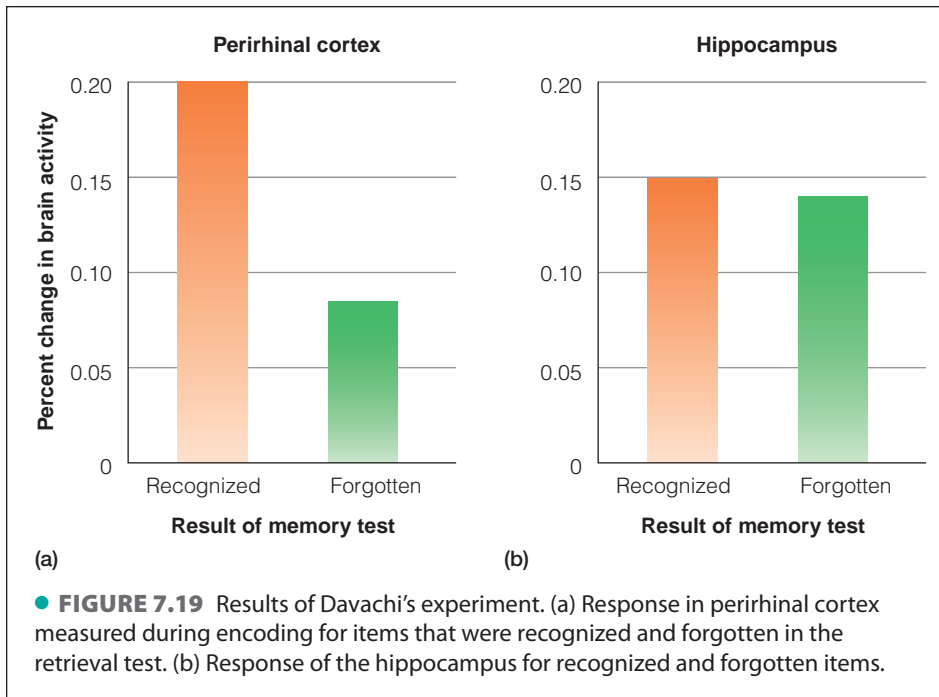 Perirhinal cortex
Percent change in brain activity
0.20
0.15
0.10
0.05
0
Recognized Forgotten
Result of memory test
(a)
Hippocampus
0.20
0.15
0.10
0.05
0
Recognized Forgotten
Result of memory test
(b)
● FIGURE 7.19 Results of Davachi’s experiment. (a) Response in perirhinal cortex
measured during encoding for items that were recognized and forgotten in the
retrieval test. (b) Response of the hippocampus for recognized and forgotten items.